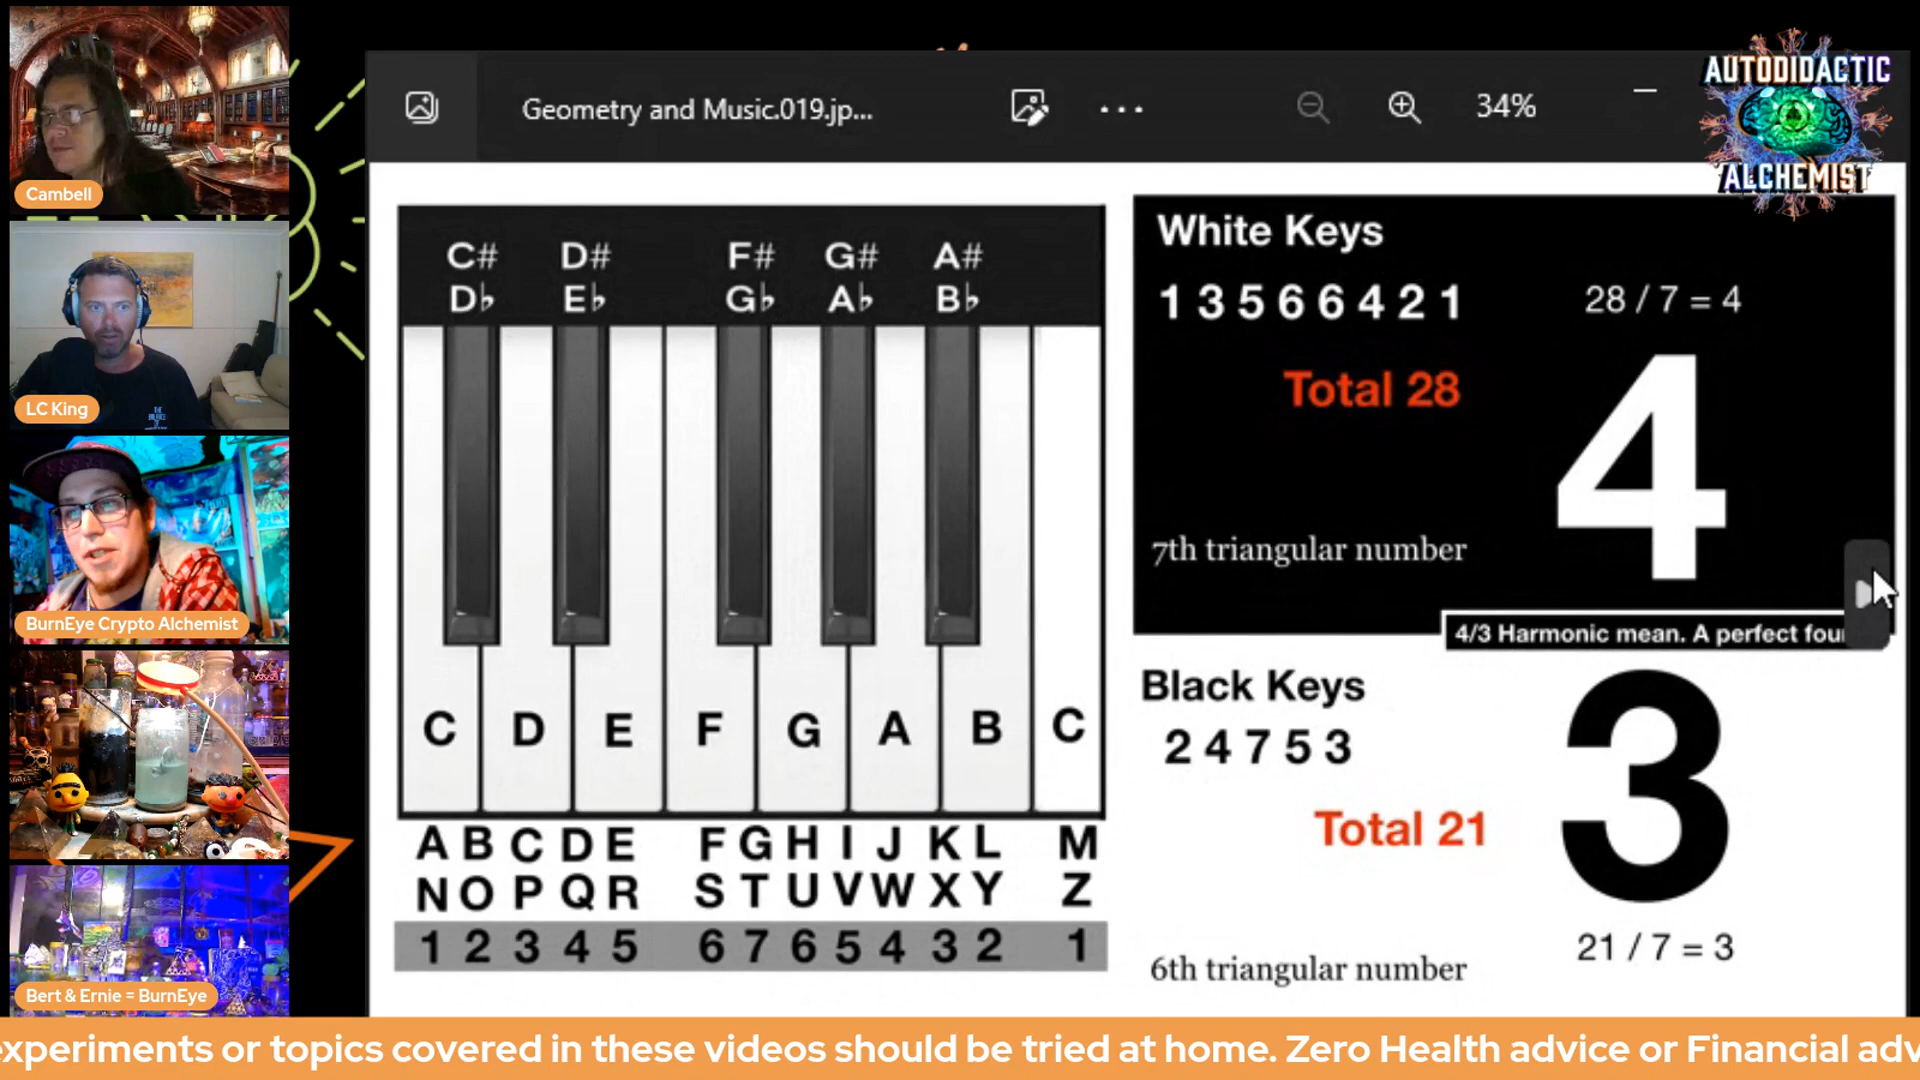 Cambell
LC King
BurnEye Crypto Alchemist
Bert & Ernie = BurnEye
Geometry and Music.019.jp...
34%
AUTODIDACTIC
ALCHEMIST
C# D# F# G# A#
D♭ E♭ G♭ A♭ B♭
C D E F G A B C
A B C D E F G H I J K L M
N O P Q R S T U V W X Y Z
1 2 3 4 5 6 7 6 5 4 3 2 1
White Keys
1 3 5 6 6 4 2 1
28 / 7 = 4
Total 28
4
7th triangular number
4/3 Harmonic mean. A perfect
Black Keys
2 4 7 5 3
3
Total 21
21 / 7 = 3
6th triangular number
experiments or topics covered in these videos should be tried at home. Zero Health advice or Financial adv